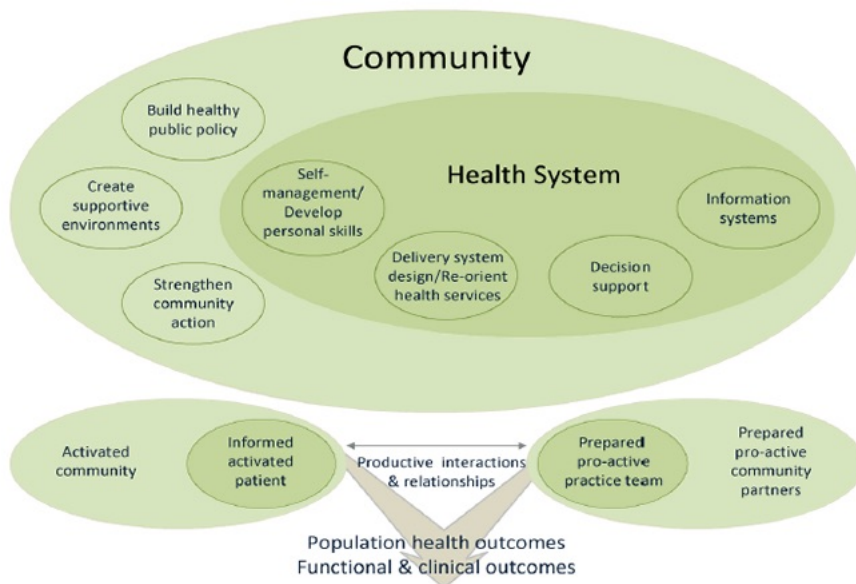 Community
Build healthy
public policy
Create
supportive
environments
Strengthen
community
action
Health System
Self-
management/
Develop
personal skills
Delivery system
design/Re-orient
health services
Decision
support
Information
systems
Activated
community
Informed
activated
patient
Productive interactions
& relationships
Prepared
pro-active
practice team
Prepared
pro-active
community
partners
Population health outcomes
Functional & clinical outcomes